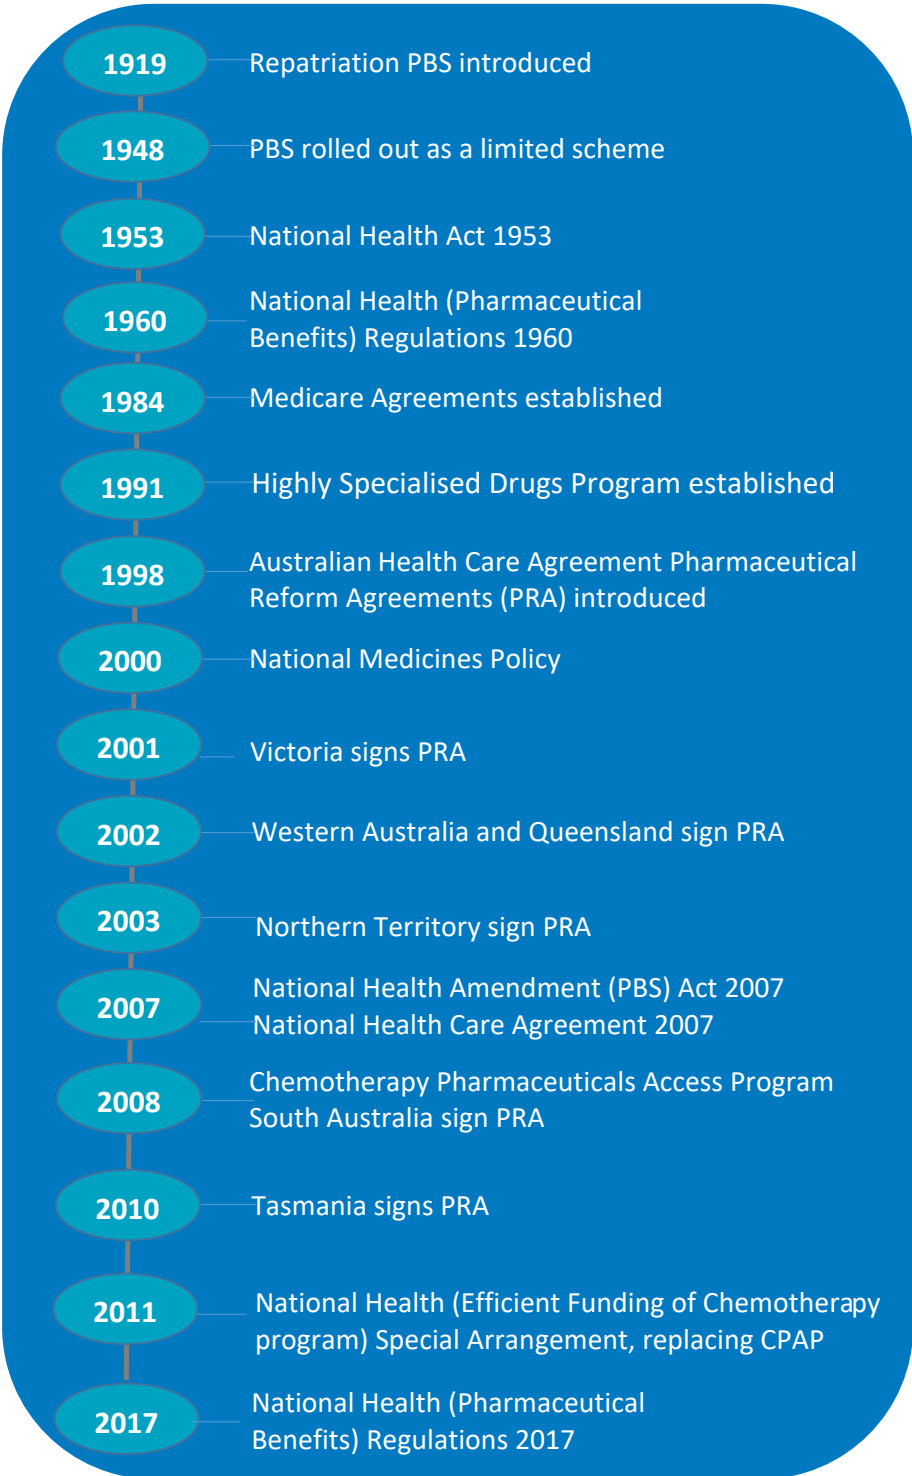 1919
Repatriation PBS introduced
1948
PBS rolled out as a limited scheme
1953
National Health Act 1953
1960
National Health (Pharmaceutical
Benefits) Regulations 1960
1984
Medicare Agreements established
1991
Highly Specialised Drugs Program established
1998
Australian Health Care Agreement Pharmaceutical
Reform Agreements (PRA) introduced
2000
National Medicines Policy
2001
Victoria signs PRA
2002
Western Australia and Queensland sign PRA
2003
Northern Territory sign PRA
2007
National Health Amendment (PBS) Act 2007
National Health Care Agreement 2007
2008
Chemotherapy Pharmaceuticals Access Program
South Australia sign PRA
2010
Tasmania signs PRA
2011
National Health (Efficient Funding of Chemotherapy
program) Special Arrangement, replacing CPAP
2017
National Health (Pharmaceutical
Benefits) Regulations 2017